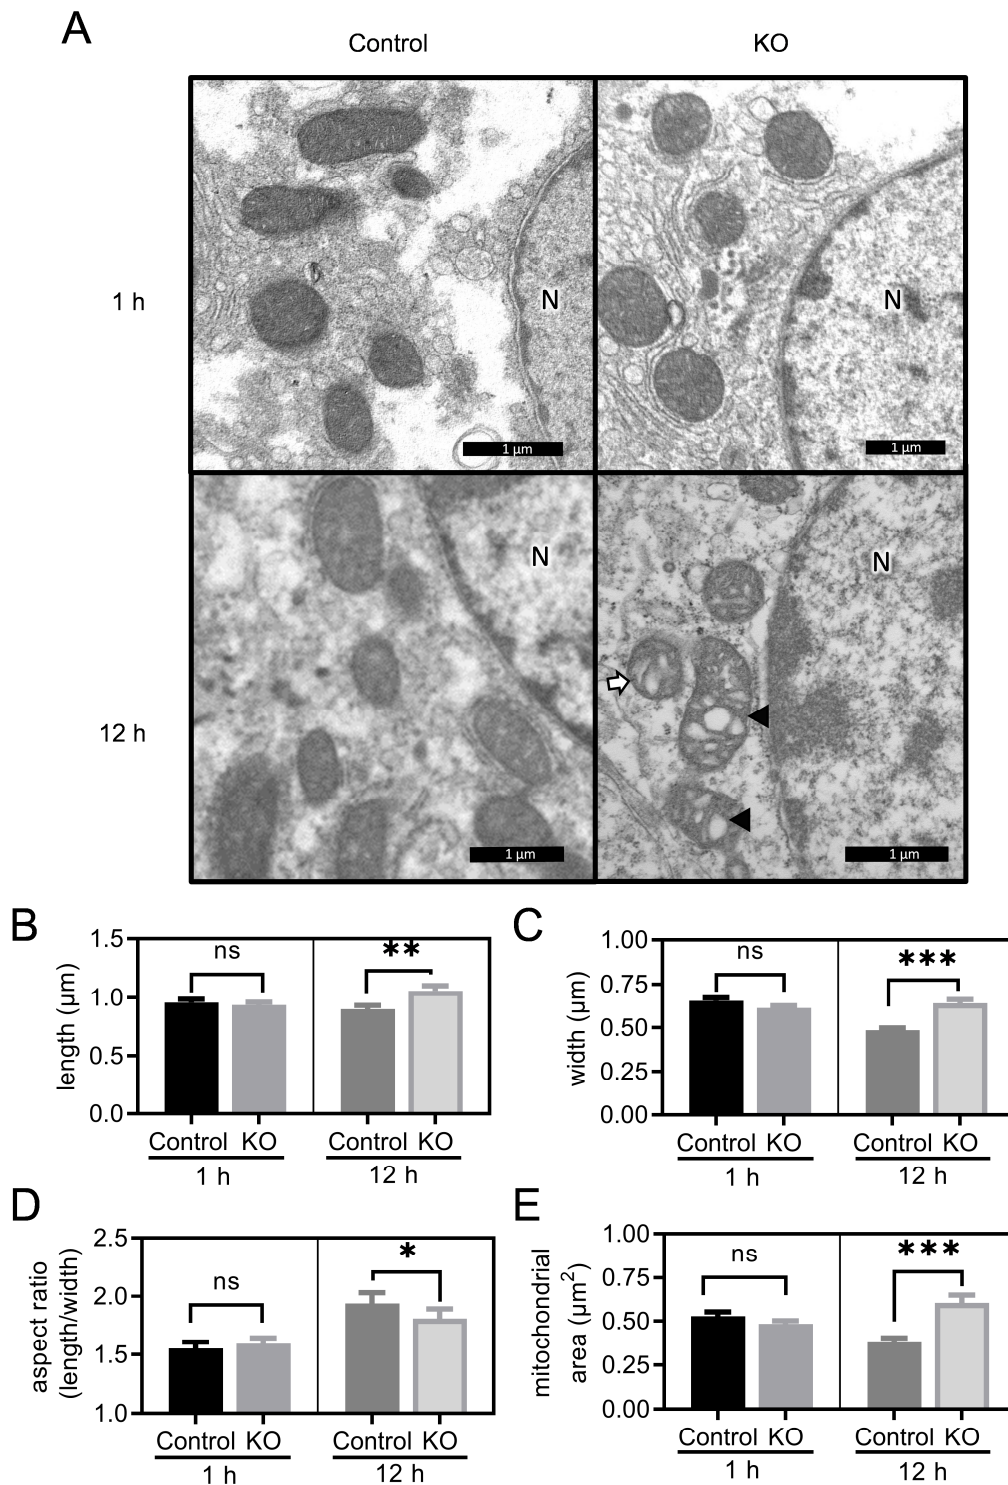 A
Control
KO
1 h
N
N
1 µm
1 µm
12 h
N
N
1 µm
1 µm
B
length (µm)
1.5
1.0
0.5
0.0
ns
**
Control KO
Control KO
1 h
12 h
C
width (µm)
1.00
0.75
0.50
0.25
0.00
ns
***
Control KO
Control KO
1 h
12 h
D
aspect ratio
(length/width)
2.5
2.0
1.5
1.0
ns
*
Control KO
Control KO
1 h
12 h
E
mitochondrial
area (µm²)
1.00
0.75
0.50
0.25
0.00
ns
***
Control KO
Control KO
1 h
12 h